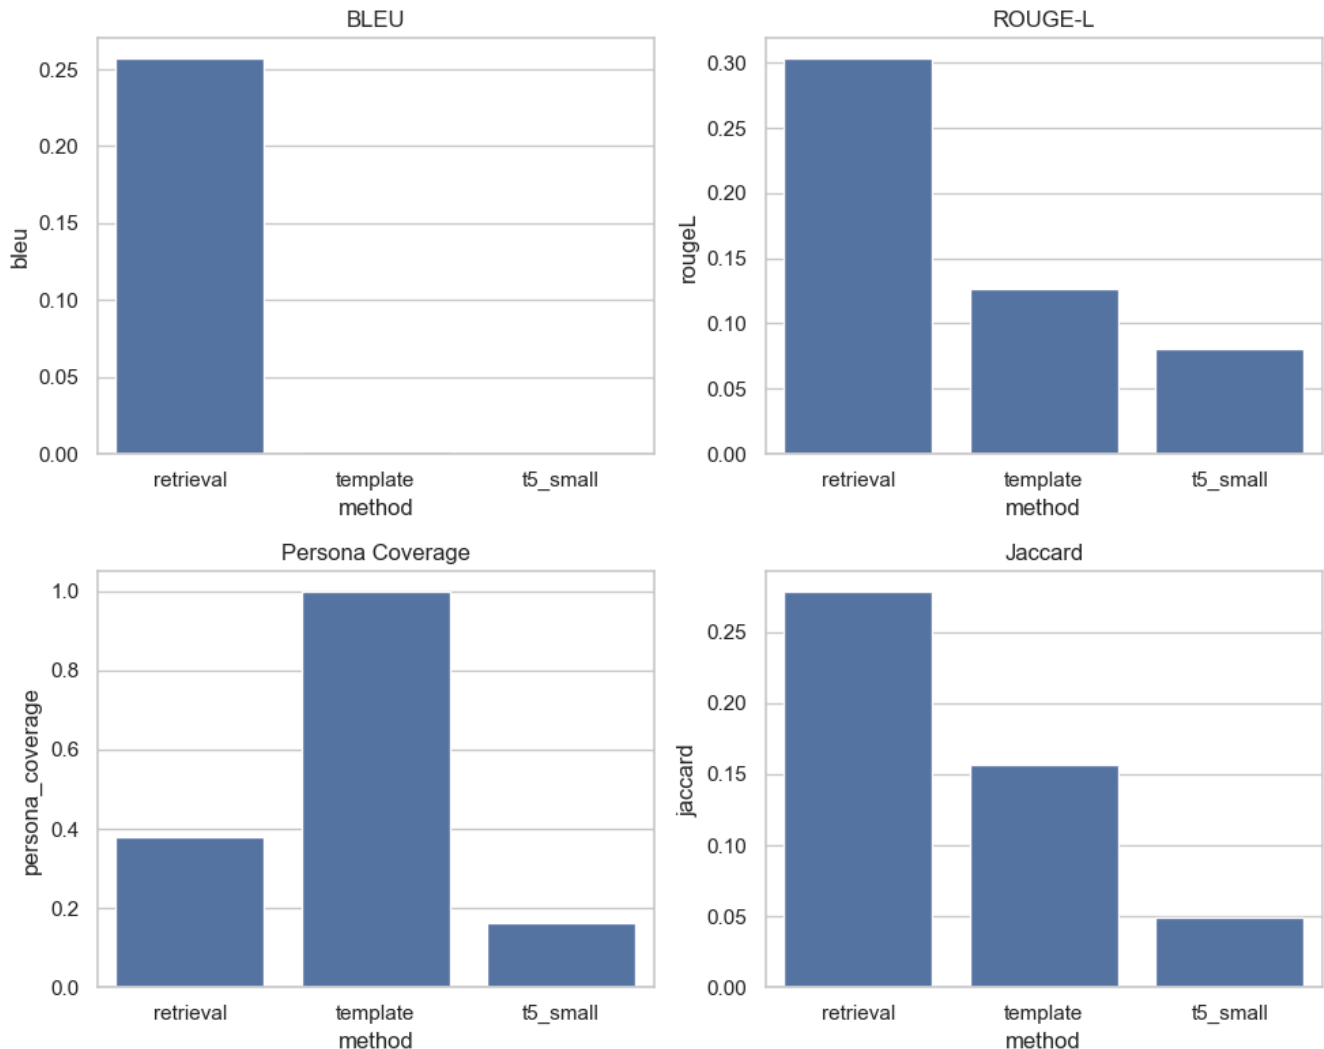 BLEU
bleu
0.25
0.20
0.15
0.10
0.05
0.00
retrieval template t5_small
method
ROUGE-L
rougeL
0.30
0.25
0.20
0.15
0.10
0.05
0.00
retrieval template t5_small
method
Persona Coverage
persona_coverage
1.0
0.8
0.6
0.4
0.2
0.0
retrieval template t5_small
method
Jaccard
jaccard
0.25
0.20
0.15
0.10
0.05
0.00
retrieval template t5_small
method